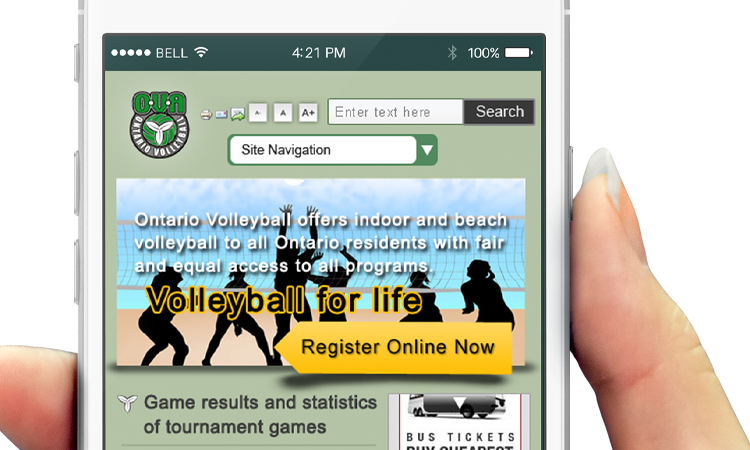 BELL
4:21 PM
100%
O.V.A
ONTARIO VOLLEYBALL
A-
A
A+
Enter text here
Search
Site Navigation
Ontario Volleyball offers indoor and beach
volleyball to all Ontario residents with fair
and equal access to all programs.
Volleyball for life
Register Online Now
Game results and statistics
of tournament games
BUS TICKETS
BUY CHEAPEST